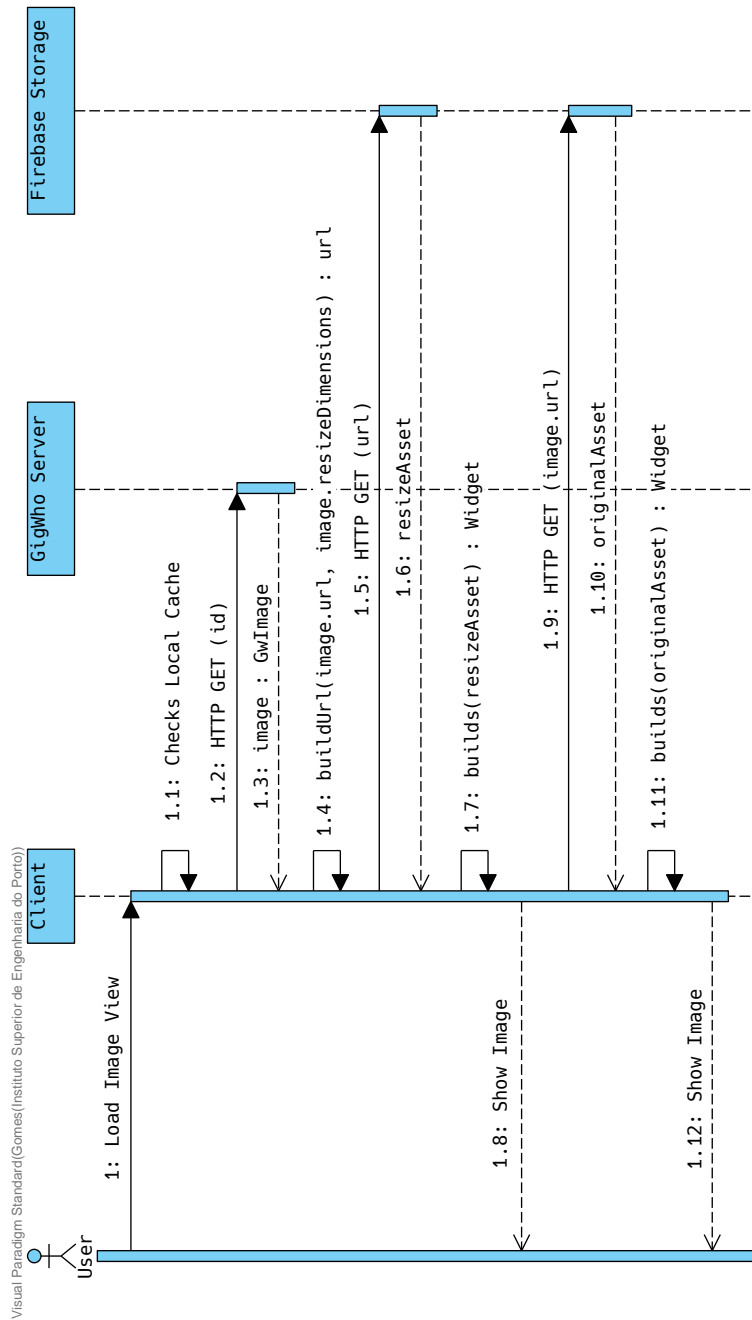 Visual Paradigm Standard(Gomes(Instituto Superior de Engenharia do Porto))
User
Client
GigWho Server
Firebase Storage
1: Load Image View
1.1: Checks Local Cache
1.2: HTTP GET (id)
1.3: image : GwImage
1.4: buildUrl(image.url, image.resizeDimensions) : url
1.5: HTTP GET (url)
1.6: resizeAsset
1.7: builds(resizeAsset) : Widget
1.8: Show Image
1.9: HTTP GET (image.url)
1.10: originalAsset
1.11: builds(originalAsset) : Widget
1.12: Show Image